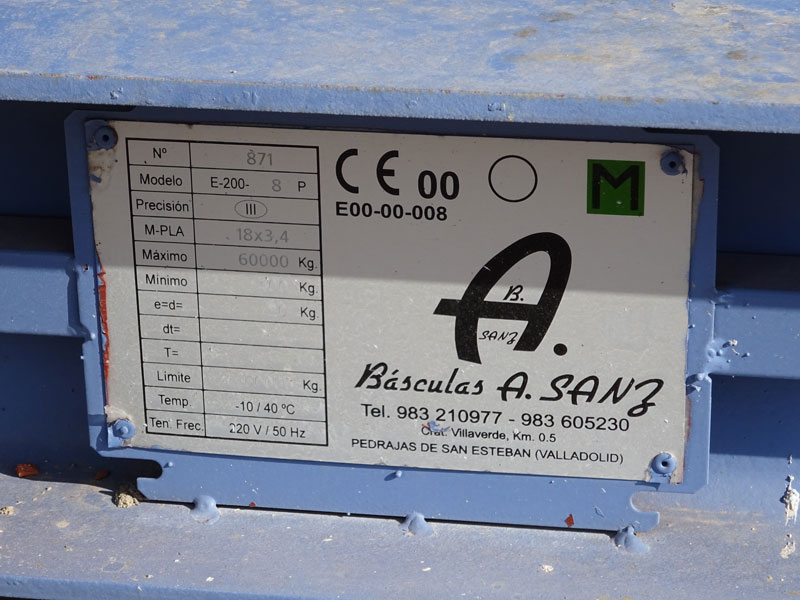 Nº 871
Modelo E-200- 8 P
Precisión III
M-PLA 18x3,4
Máximo 60000 Kg.
Mínimo Kg.
e=d= Kg.
dt=
T=
Límite Kg.
Temp. -10 / 40 ºC
Ten. Frec. 220 V / 50 Hz
CE 00
E00-00-008
M
A.
B.
SANZ
Básculas A. SANZ
Tel. 983 210977 - 983 605230
Crat. Villaverde, Km. 0.5
PEDRAJAS DE SAN ESTEBAN (VALLADOLID)